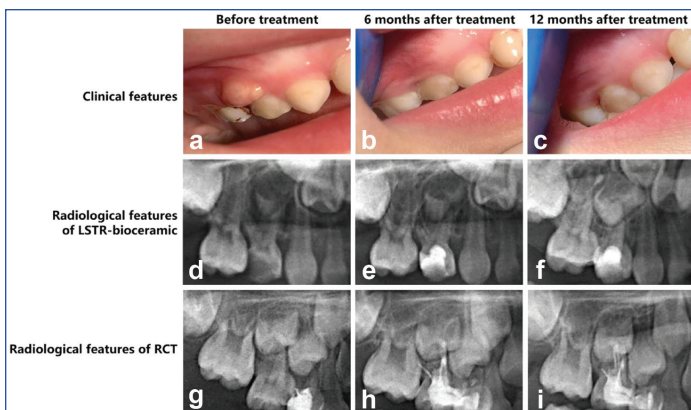 Before treatment 6 months after treatment 12 months after treatment
Clinical features
a b c
Radiological features
of LSTR-bioceramic
d e f
Radiological features of RCT
g h i